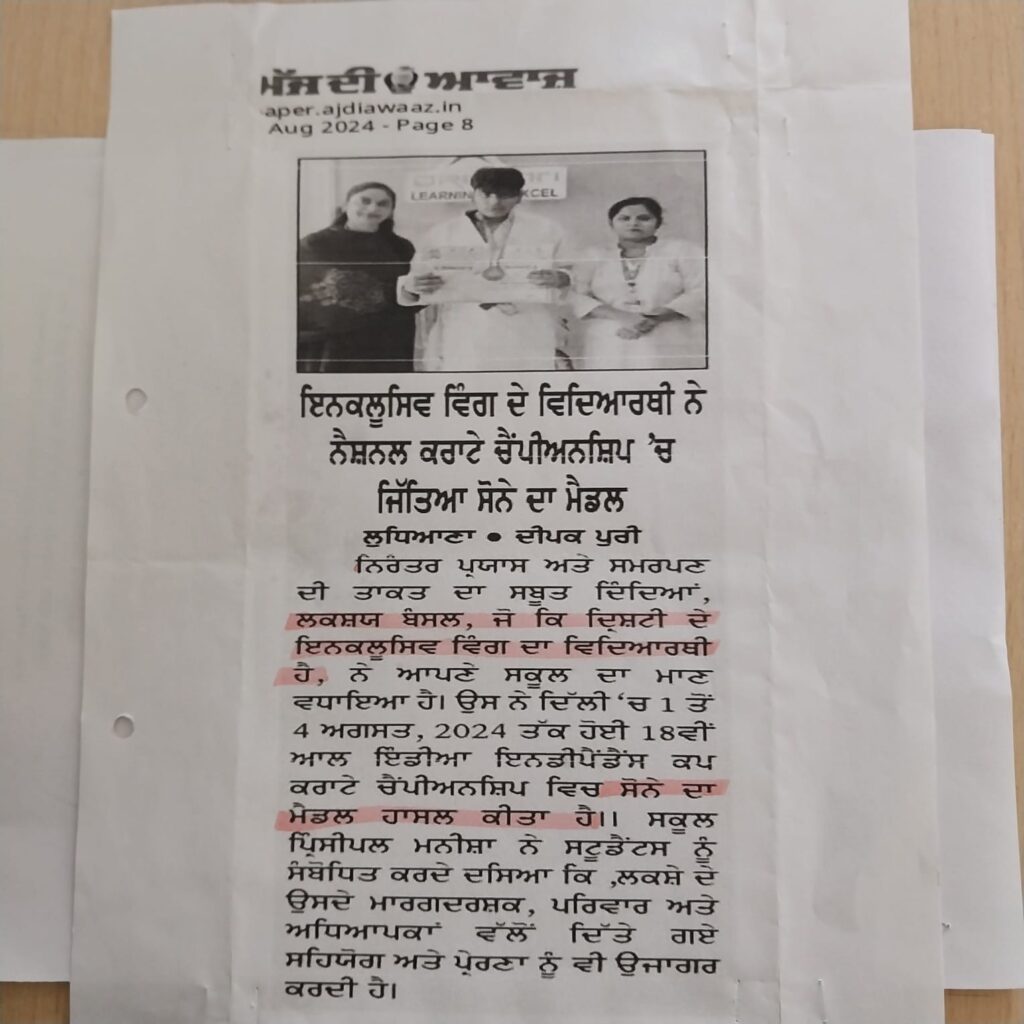 ਅੱਜ ਦੀ ਆਵਾਜ਼
aper.ajdiawaaz.in
Aug 2024 - Page 8
LEARNIN XCEL
ਇਨਕਲੂਸਿਵ ਵਿੰਗ ਦੇ ਵਿਦਿਆਰਥੀ ਨੇ
ਨੈਸ਼ਨਲ ਕਰਾਟੇ ਚੈਂਪੀਅਨਸ਼ਿਪ ’ਚ
ਜਿੱਤਿਆ ਸੋਨੇ ਦਾ ਮੈਡਲ
ਲੁਧਿਆਣਾ • ਦੀਪਕ ਪੁਰੀ
ਨਿਰੰਤਰ ਪ੍ਰਯਾਸ ਅਤੇ ਸਮਰਪਣ
ਦੀ ਤਾਕਤ ਦਾ ਸਬੂਤ ਦਿੰਦਿਆਂ,
ਲਕਸ਼ਯ ਬੰਸਲ, ਜੋ ਕਿ ਦ੍ਰਿਸ਼ਟੀ ਦੇ
ਇਨਕਲੂਸਿਵ ਵਿੰਗ ਦਾ ਵਿਦਿਆਰਥੀ
ਹੈ, ਨੇ ਆਪਣੇ ਸਕੂਲ ਦਾ ਮਾਣ
ਵਧਾਇਆ ਹੈ। ਉਸ ਨੇ ਦਿੱਲੀ ‘ਚ 1 ਤੋਂ
4 ਅਗਸਤ, 2024 ਤੱਕ ਹੋਈ 18ਵੀਂ
ਆਲ ਇੰਡੀਆ ਇਨਡੀਪੈਂਡੈਂਸ ਕਪ
ਕਰਾਟੇ ਚੈਂਪੀਅਨਸ਼ਿਪ ਵਿਚ ਸੋਨੇ ਦਾ
ਮੈਡਲ ਹਾਸਲ ਕੀਤਾ ਹੈ।। ਸਕੂਲ
ਪ੍ਰਿੰਸੀਪਲ ਮਨੀਸ਼ਾ ਨੇ ਸਟੂਡੈਂਟਸ ਨੂੰ
ਸੰਬੋਧਿਤ ਕਰਦੇ ਦਸਿਆ ਕਿ ,ਲਕਸ਼ੇ ਦੇ
ਉਸਦੇ ਮਾਰਗਦਰਸ਼ਕ, ਪਰਿਵਾਰ ਅਤੇ
ਅਧਿਆਪਕਾਂ ਵੱਲੋਂ ਦਿੱਤੇ ਗਏ
ਸਹਿਯੋਗ ਅਤੇ ਪ੍ਰੇਰਣਾ ਨੂੰ ਵੀ ਉਜਾਗਰ
ਕਰਦੀ ਹੈ।